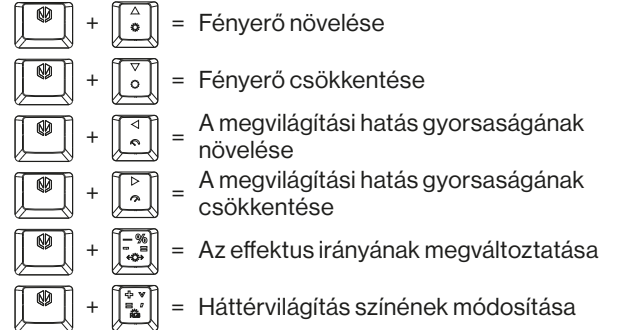 + △ = Fényerő növelése
+ ▽ = Fényerő csökkentése
+ ◁ = A megvilágítási hatás gyorsaságának
növelése
+ ▷ = A megvilágítási hatás gyorsaságának
csökkentése
+ = Az effektus irányának megváltoztatása
+ = Háttérvilágítás színének módosítása